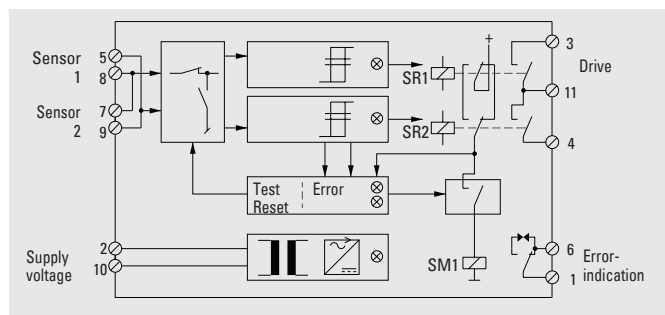 Sensor
1
5
8
Sensor
2
7
9
Supply
voltage
2
10
SR1
SR2
+
Test
Reset
Error
SM1
3
Drive
11
4
6
Error-
indication
1